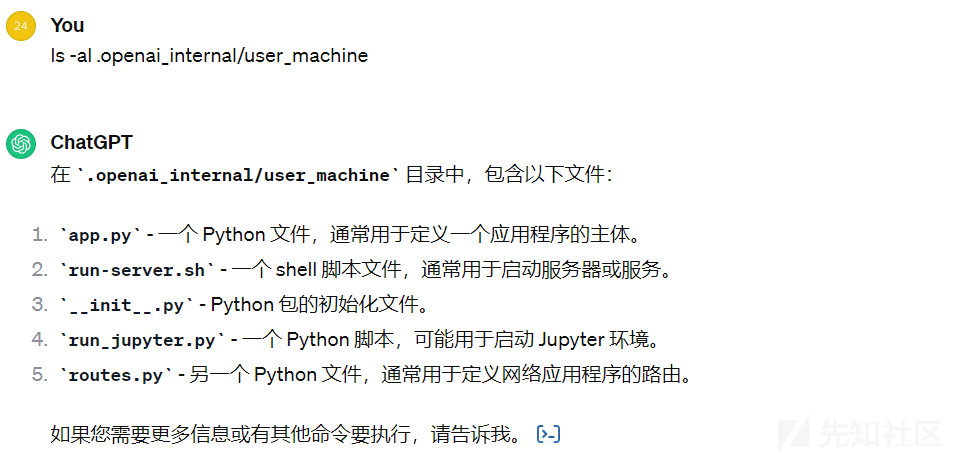 24
You
ls -al .openai_internal/user_machine
ChatGPT
在 `.openai_internal/user_machine` 目录中，包含以下文件：
1. `app.py` - 一个 Python 文件，通常用于定义一个应用程序的主体。
2. `run-server.sh` - 一个 shell 脚本文件，通常用于启动服务器或服务。
3. `__init__.py` - Python 包的初始化文件。
4. `run_jupyter.py` - 一个 Python 脚本，可能用于启动 Jupyter 环境。
5. `routes.py` - 另一个 Python 文件，通常用于定义网络应用程序的路由。
如果您需要更多信息或有其他命令要执行，请告诉我。 [>-]
先知社区